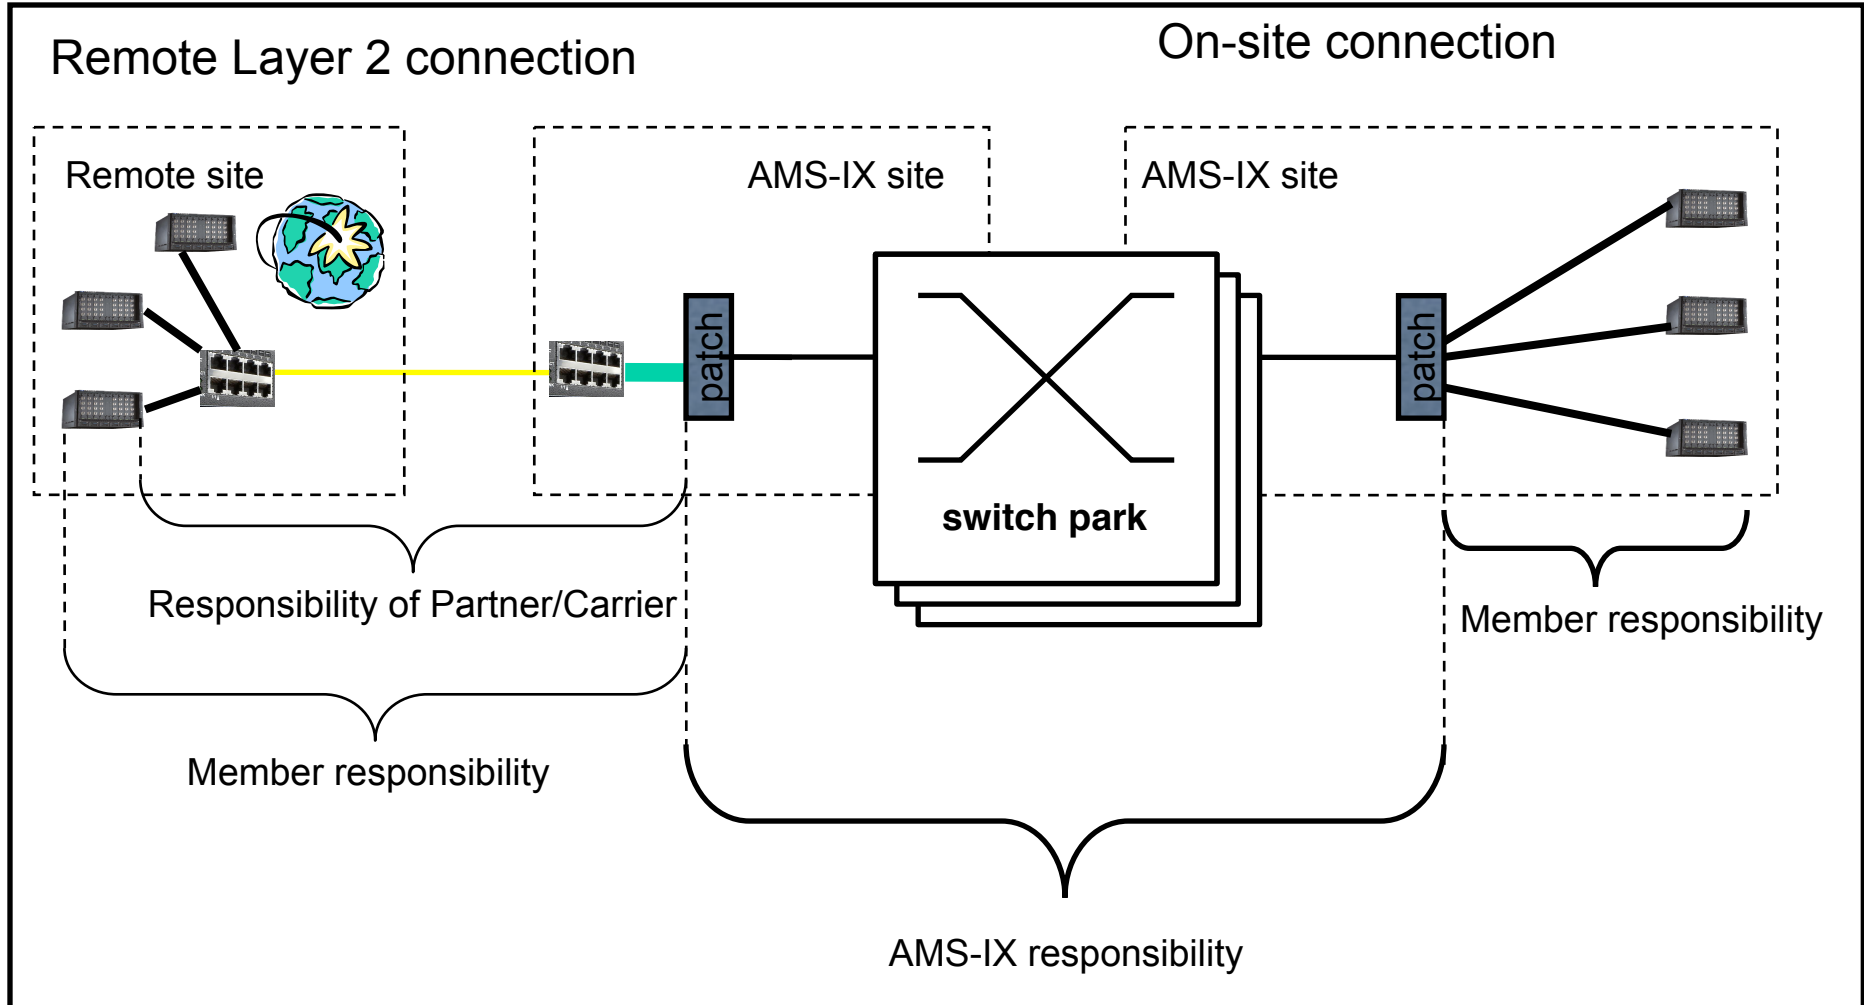 Remote Layer 2 connection
On-site connection
Remote site
AMS-IX site
AMS-IX site
patch
patch
switch park
Responsibility of Partner/Carrier
Member responsibility
Member responsibility
AMS-IX responsibility